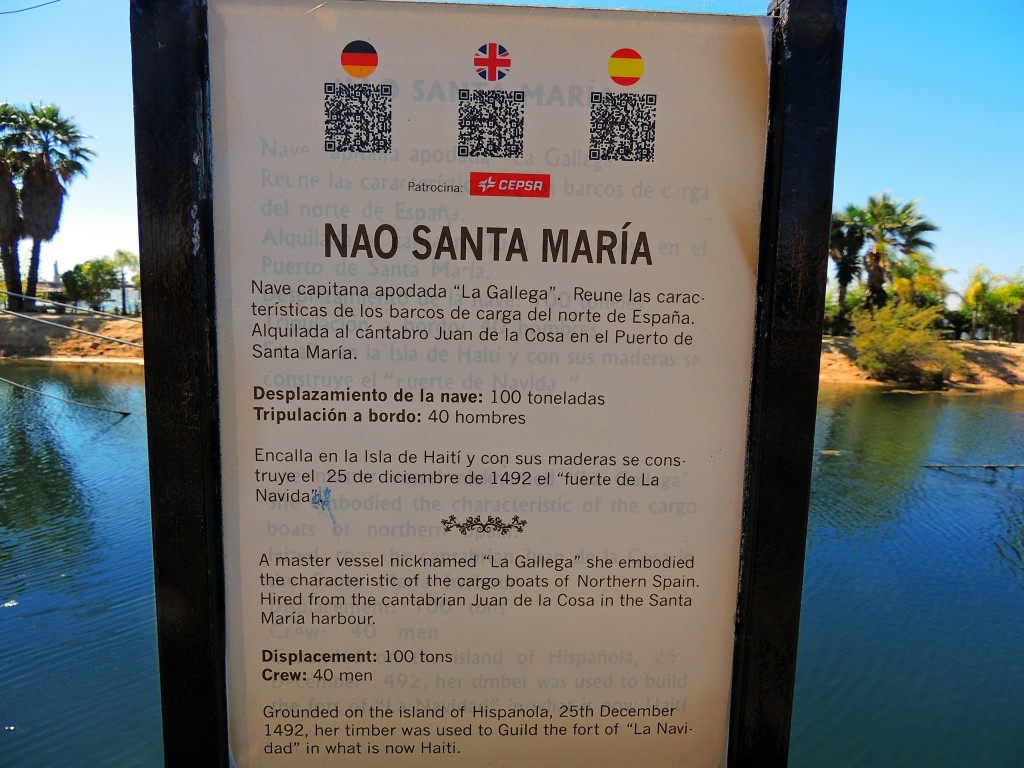 Patrocina: CEPSA
NAO SANTA MARÍA
Nave capitana apodada “La Gallega”. Reune las carac-
terísticas de los barcos de carga del norte de España.
Alquilada al cántabro Juan de la Cosa en el Puerto de
Santa María.
Desplazamiento de la nave: 100 toneladas
Tripulación a bordo: 40 hombres
Encalla en la Isla de Haití y con sus maderas se cons-
truye el 25 de diciembre de 1492 el “fuerte de La
Navidad”
A master vessel nicknamed “La Gallega” she embodied
the characteristic of the cargo boats of Northern Spain.
Hired from the cantabrian Juan de la Cosa in the Santa
María harbour.
Displacement: 100 tons
Crew: 40 men
Grounded on the island of Hispanola, 25th December
1492, her timber was used to Guild the fort of “La Navi-
dad” in what is now Haiti.